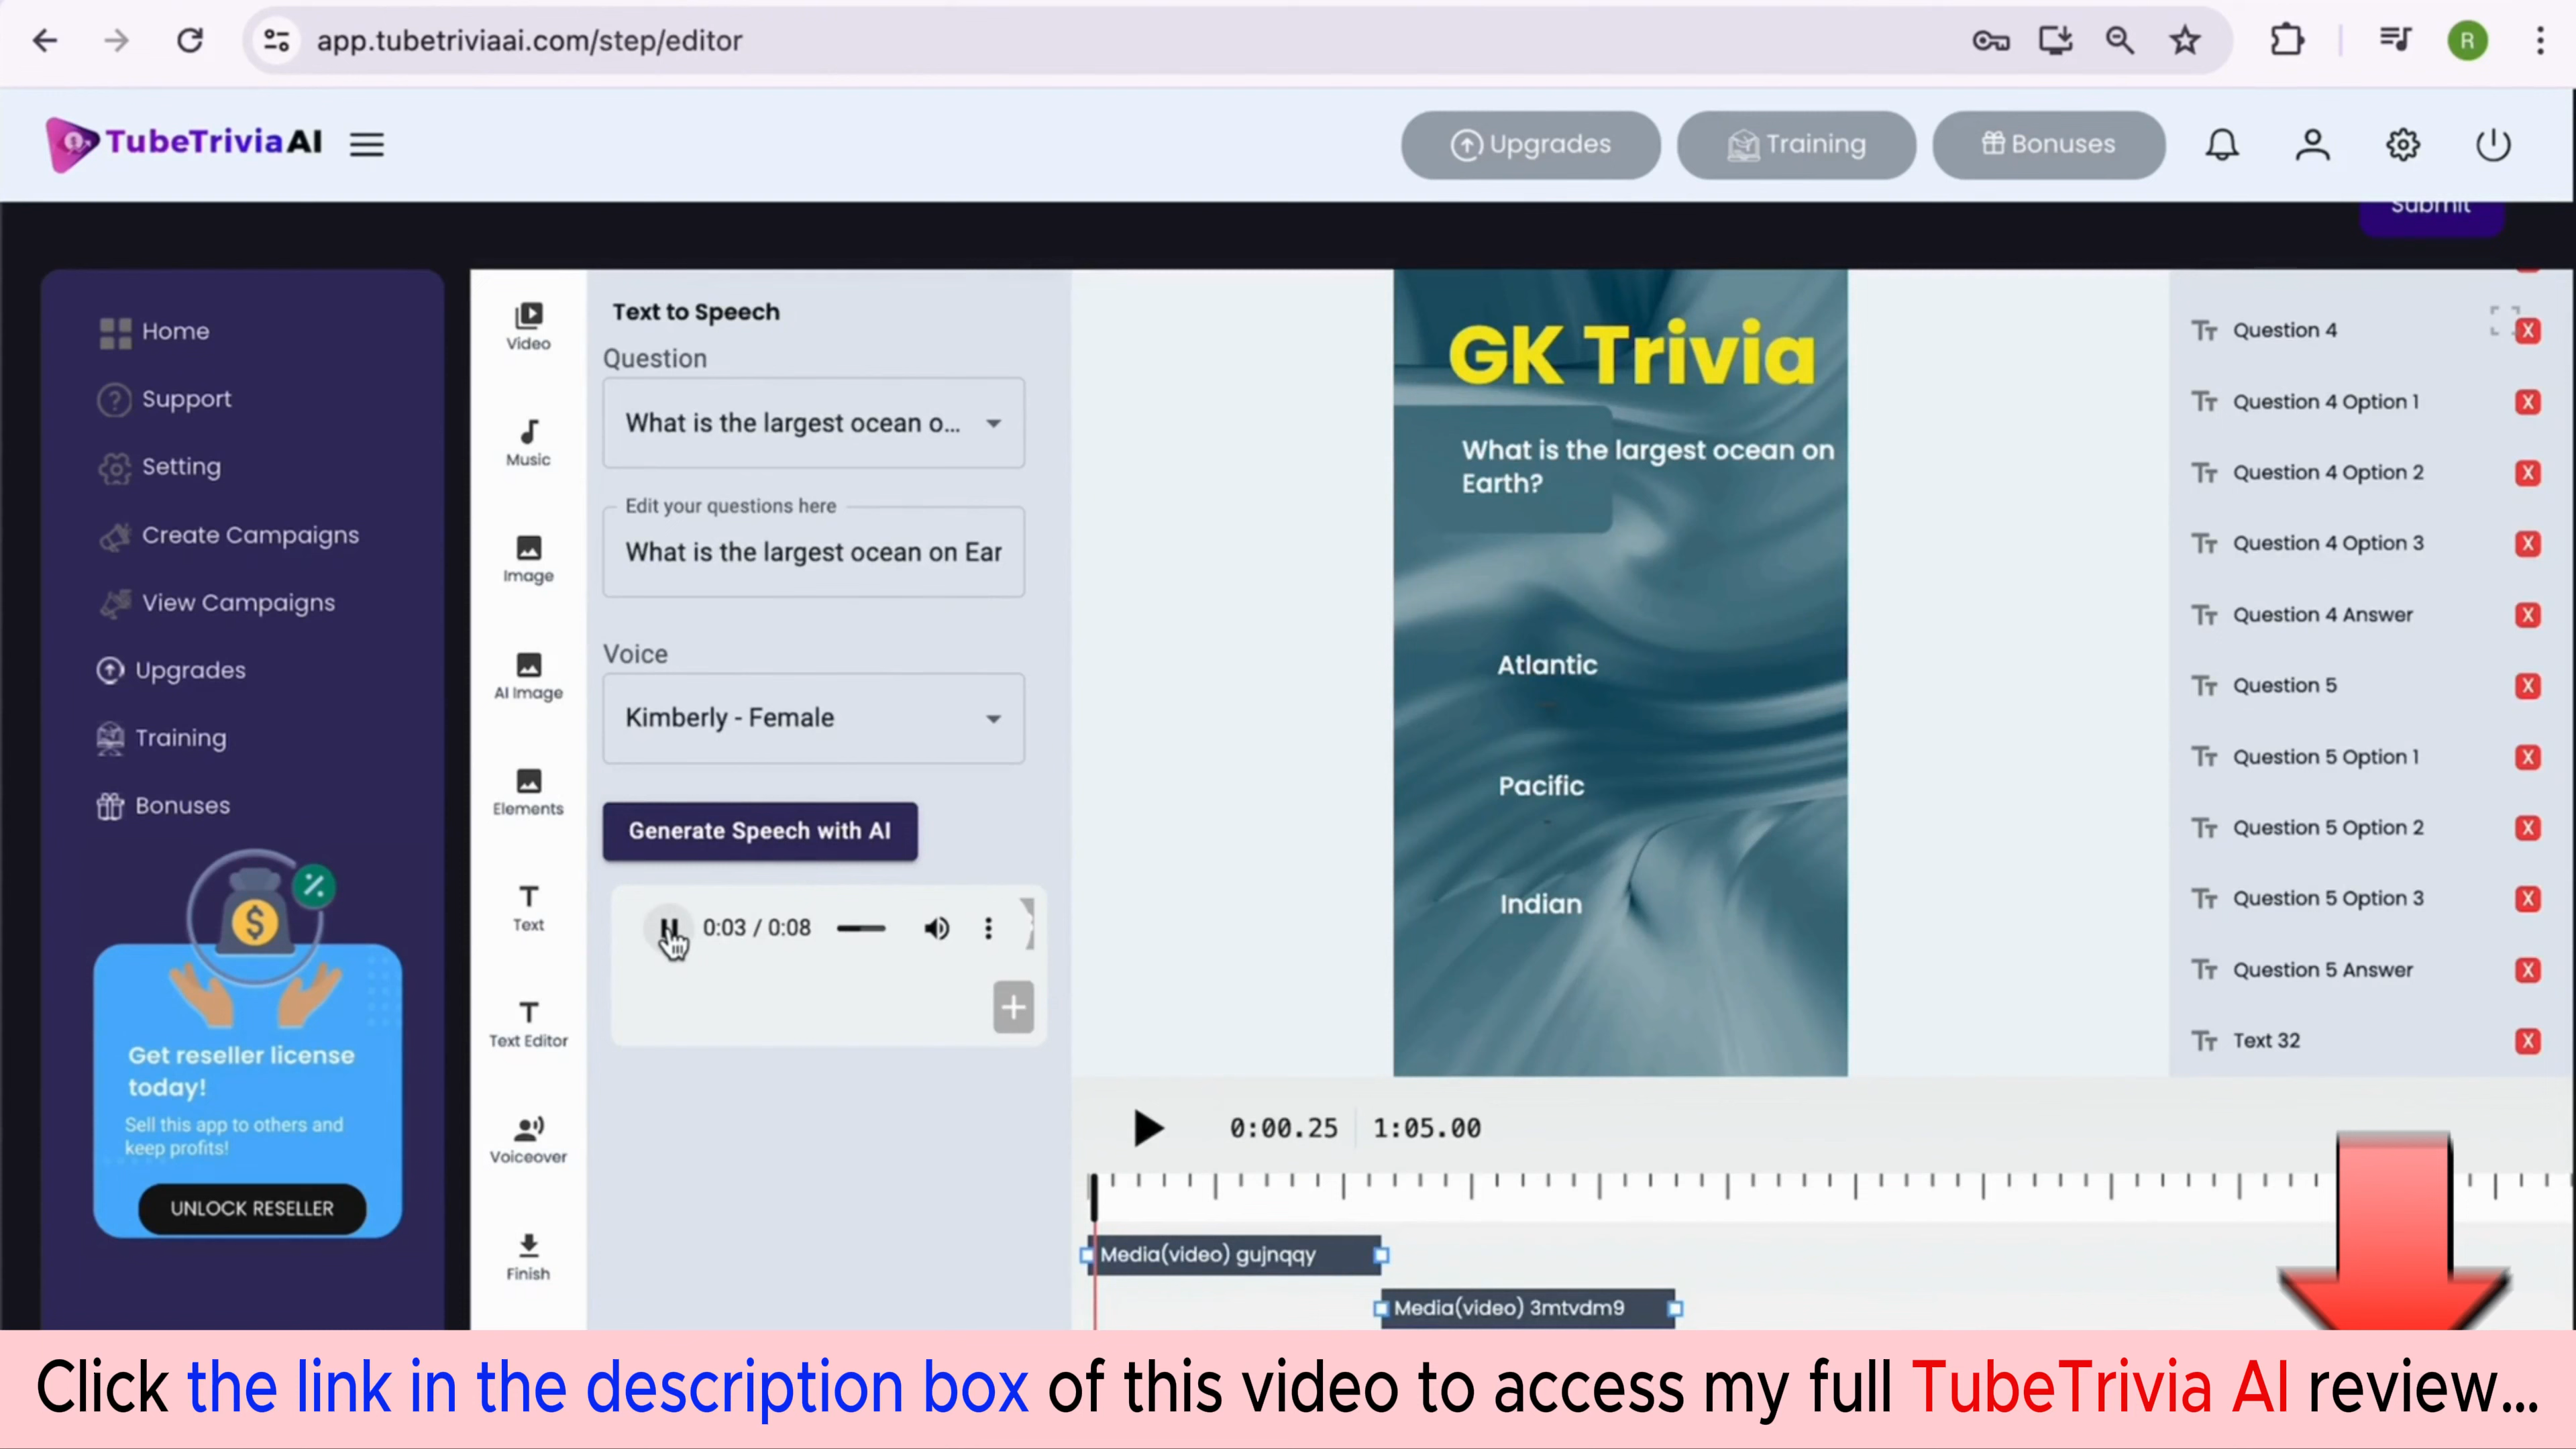 app.tubetriviaai.com/step/editor
R
TubeTrivia AI
Upgrades
Training
Bonuses
Submit
Home
Support
Setting
Create Campaigns
View Campaigns
Upgrades
Training
Bonuses
Get reseller license
today!
Sell this app to others and
keep profits!
UNLOCK RESELLER
Video
Music
Image
AI Image
Elements
Text
Text Editor
Voiceover
Finish
Text to Speech
Question
What is the largest ocean o...
Edit your questions here
What is the largest ocean on Ear
Voice
Kimberly - Female
Generate Speech with AI
0:03 / 0:08
GK Trivia
What is the largest ocean on
Earth?
Atlantic
Pacific
Indian
Question 4
X
Question 4 Option 1
X
Question 4 Option 2
X
Question 4 Option 3
X
Question 4 Answer
X
Question 5
X
Question 5 Option 1
X
Question 5 Option 2
X
Question 5 Option 3
X
Question 5 Answer
X
Text 32
X
0:00.25
1:05.00
Media(video) gujnqqy
Media(video) 3mtvdm9
Click the link in the description box of this video to access my full TubeTrivia AI review...